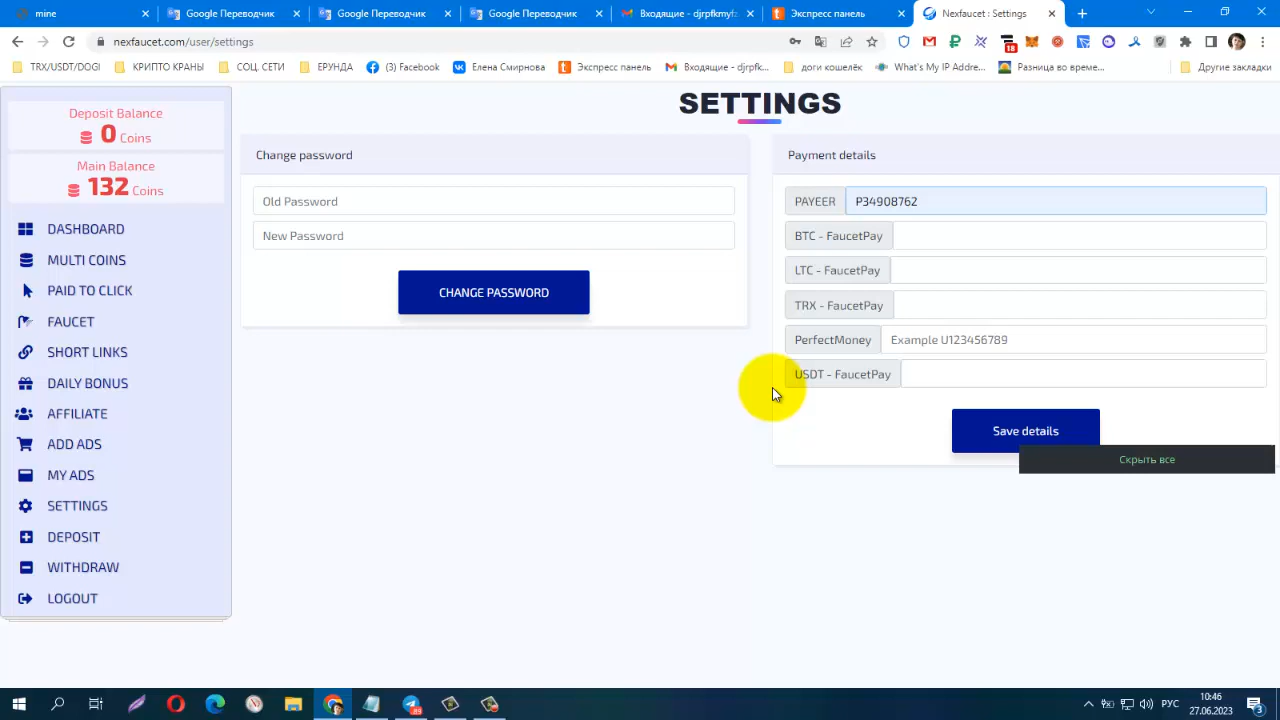 mine
Google Переводчик
Google Переводчик
Google Переводчик
Входящие - djrpfkmyfz
Экспресс панель
Nexfaucet : Settings
nexfaucet.com/user/settings
18
TRX/USDT/DOGI
КРИПТО КРАНЫ
СОЦ. СЕТИ
ЕРУНДА
(3) Facebook
Елена Смирнова
Экспресс панель
Входящие - djrpfk...
доги кошелёк
What's My IP Addre...
Разница во време...
Другие закладки
Deposit Balance
0 Coins
Main Balance
132 Coins
DASHBOARD
MULTI COINS
PAID TO CLICK
FAUCET
SHORT LINKS
DAILY BONUS
AFFILIATE
ADD ADS
MY ADS
SETTINGS
DEPOSIT
WITHDRAW
LOGOUT
SETTINGS
Change password
Old Password
New Password
CHANGE PASSWORD
Payment details
PAYEER P34908762
BTC - FaucetPay
LTC - FaucetPay
TRX - FaucetPay
PerfectMoney Example U123456789
USDT - FaucetPay
Save details
Скрыть все
РУС
10:46
27.06.2023
3